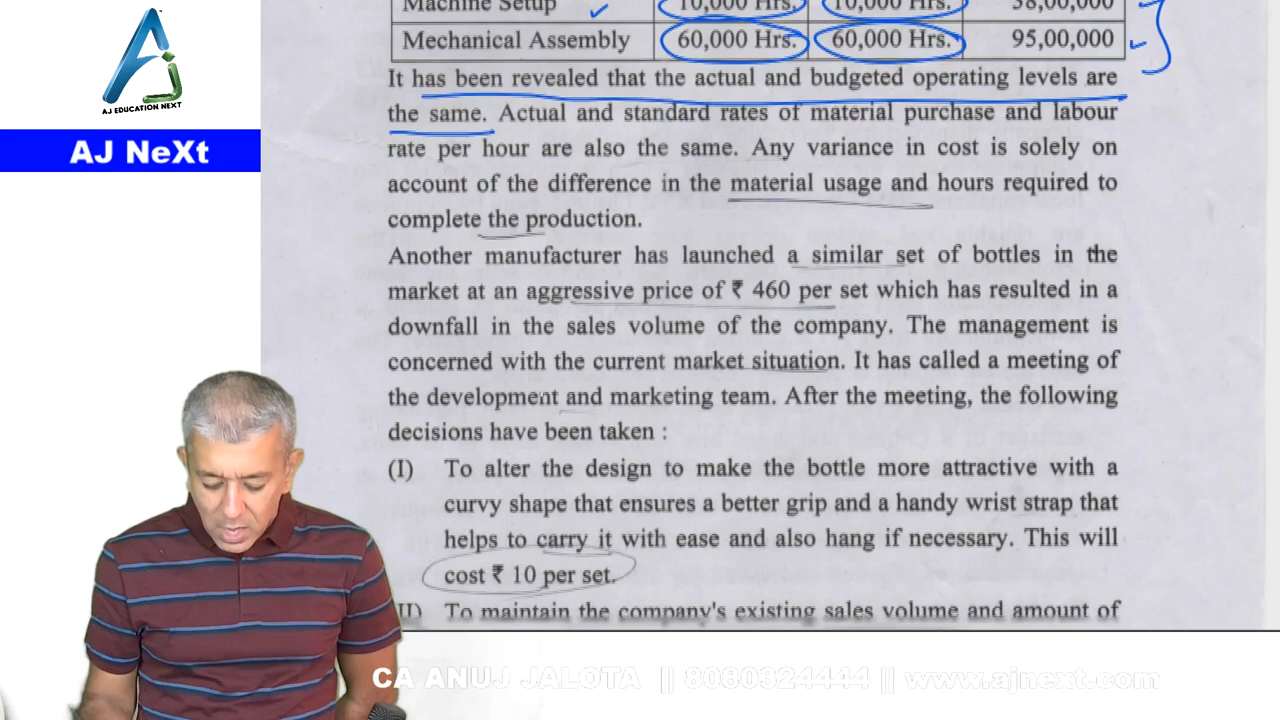 Machine Setup 10,000 Hrs. 10,000 Hrs. 38,00,000
Mechanical Assembly 60,000 Hrs. 60,000 Hrs. 95,00,000
It has been revealed that the actual and budgeted operating levels are
the same. Actual and standard rates of material purchase and labour
rate per hour are also the same. Any variance in cost is solely on
account of the difference in the material usage and hours required to
complete the production.
Another manufacturer has launched a similar set of bottles in the
market at an aggressive price of ₹ 460 per set which has resulted in a
downfall in the sales volume of the company. The management is
concerned with the current market situation. It has called a meeting of
the development and marketing team. After the meeting, the following
decisions have been taken :
(I) To alter the design to make the bottle more attractive with a
curvy shape that ensures a better grip and a handy wrist strap that
helps to carry it with ease and also hang if necessary. This will
cost ₹ 10 per set.
(II) To maintain the company's existing sales volume and amount of
AJ EDUCATION NEXT
AJ NeXt
CA ANUJ JALOTA || 8080924444 || www.ajnext.com